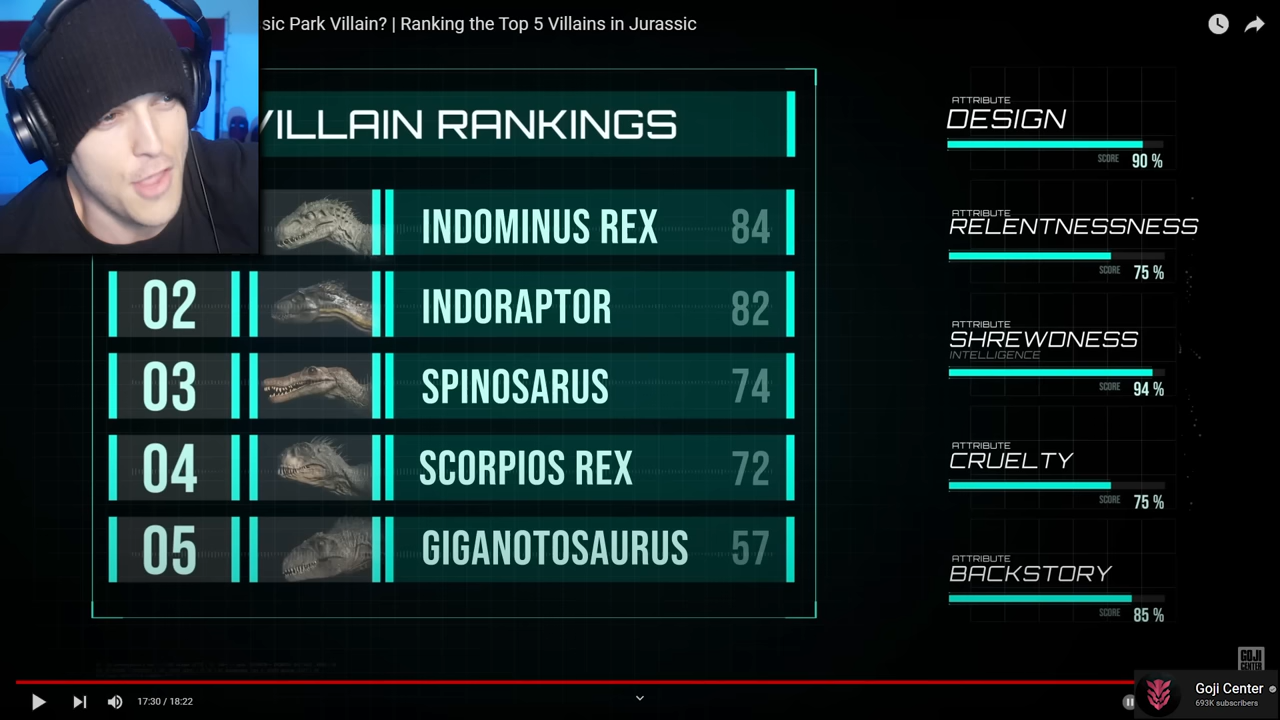 sic Park Villain? | Ranking the Top 5 Villains in Jurassic
VILLAIN RANKINGS
INDOMINUS REX 84
02 INDORAPTOR 82
03 SPINOSARUS 74
04 SCORPIOS REX 72
05 GIGANOTOSAURUS 57
ATTRIBUTE
DESIGN
SCORE 90 %
ATTRIBUTE
RELENTNESSNESS
SCORE 75 %
ATTRIBUTE
SHREWDNESS
INTELLIGENCE
SCORE 94 %
ATTRIBUTE
CRUELTY
SCORE 75 %
ATTRIBUTE
BACKSTORY
SCORE 85 %
GOJI
CENTER
17:30 / 18:22
Goji Center
693K subscribers